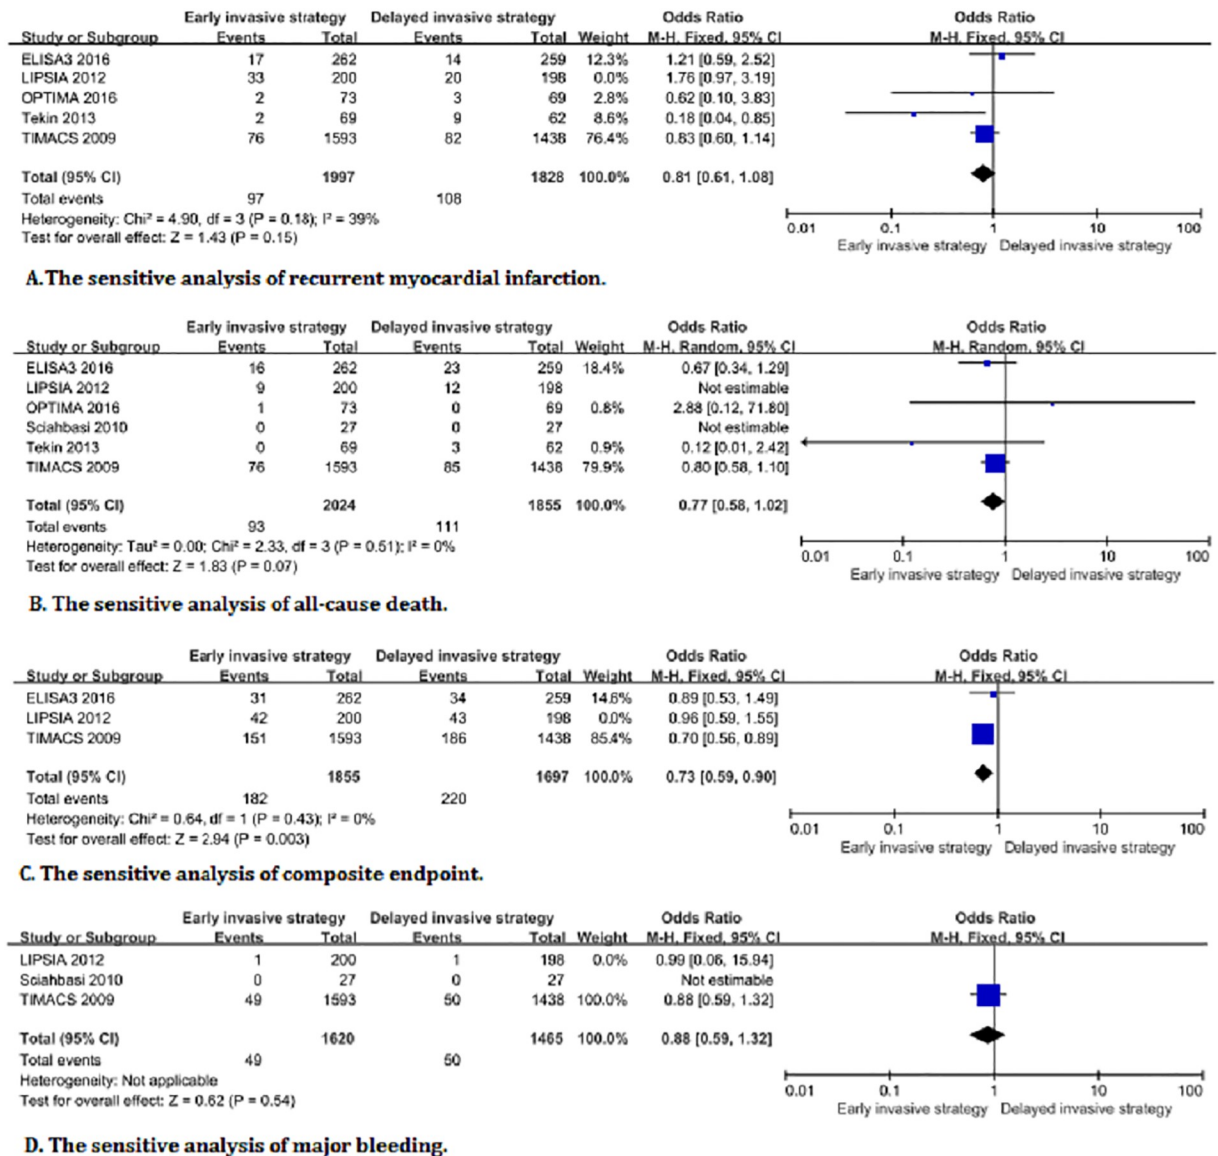 Early invasive strategy Delayed invasive strategy Odds Ratio Odds Ratio
Study or Subgroup Events Total Events Total Weight M-H, Fixed, 95% CI M-H, Fixed, 95% CI
ELISA3 2016 17 262 14 259 12.3% 1.21 [0.59, 2.52]
LIPSIA 2012 33 200 20 198 0.0% 1.76 [0.97, 3.19]
OPTIMA 2016 2 73 3 69 2.8% 0.62 [0.10, 3.83]
Tekin 2013 2 69 9 62 8.6% 0.18 [0.04, 0.85]
TIMACS 2009 76 1593 82 1438 76.4% 0.83 [0.60, 1.14]
Total (95% CI) 1997 1828 100.0% 0.81 [0.61, 1.08]
Total events 97 108
Heterogeneity: Chi² = 4.90, df = 3 (P = 0.18); I² = 39%
Test for overall effect: Z = 1.43 (P = 0.15)
0.01 0.1 1 10 100
Early invasive strategy Delayed invasive strategy
A.The sensitive analysis of recurrent myocardial infarction.
Early invasive strategy Delayed invasive strategy Odds Ratio Odds Ratio
Study or Subgroup Events Total Events Total Weight M-H, Random, 95% CI M-H, Random, 95% CI
ELISA3 2016 16 262 23 259 18.4% 0.67 [0.34, 1.29]
LIPSIA 2012 9 200 12 198 Not estimable
OPTIMA 2016 1 73 0 69 0.8% 2.88 [0.12, 71.80]
Sciahbasi 2010 0 27 0 27 Not estimable
Tekin 2013 0 69 3 62 0.9% 0.12 [0.01, 2.42]
TIMACS 2009 76 1593 85 1438 79.9% 0.80 [0.58, 1.10]
Total (95% CI) 2024 1855 100.0% 0.77 [0.58, 1.02]
Total events 93 111
Heterogeneity: Tau² = 0.00; Chi² = 2.33, df = 3 (P = 0.51); I² = 0%
Test for overall effect: Z = 1.83 (P = 0.07)
0.01 0.1 1 10 100
Early invasive strategy Delayed invasive strategy
B. The sensitive analysis of all-cause death.
Early invasive strategy Delayed invasive strategy Odds Ratio Odds Ratio
Study or Subgroup Events Total Events Total Weight M-H, Fixed, 95% CI M-H, Fixed, 95% CI
ELISA3 2016 31 262 34 259 14.6% 0.89 [0.53, 1.49]
LIPSIA 2012 42 200 43 198 0.0% 0.96 [0.59, 1.55]
TIMACS 2009 151 1593 186 1438 85.4% 0.70 [0.56, 0.89]
Total (95% CI) 1855 1697 100.0% 0.73 [0.59, 0.90]
Total events 182 220
Heterogeneity: Chi² = 0.64, df = 1 (P = 0.43); I² = 0%
Test for overall effect: Z = 2.94 (P = 0.003)
0.01 0.1 1 10 100
Early invasive strategy Delayed invasive strategy
C. The sensitive analysis of composite endpoint.
Early invasive strategy Delayed invasive strategy Odds Ratio Odds Ratio
Study or Subgroup Events Total Events Total Weight M-H, Fixed, 95% CI M-H, Fixed, 95% CI
LIPSIA 2012 1 200 1 198 0.0% 0.99 [0.06, 15.94]
Sciahbasi 2010 0 27 0 27 Not estimable
TIMACS 2009 49 1593 50 1438 100.0% 0.88 [0.59, 1.32]
Total (95% CI) 1620 1465 100.0% 0.88 [0.59, 1.32]
Total events 49 50
Heterogeneity: Not applicable
Test for overall effect: Z = 0.62 (P = 0.54)
0.01 0.1 1 10 100
Early invasive strategy Delayed invasive strategy
D. The sensitive analysis of major bleeding.